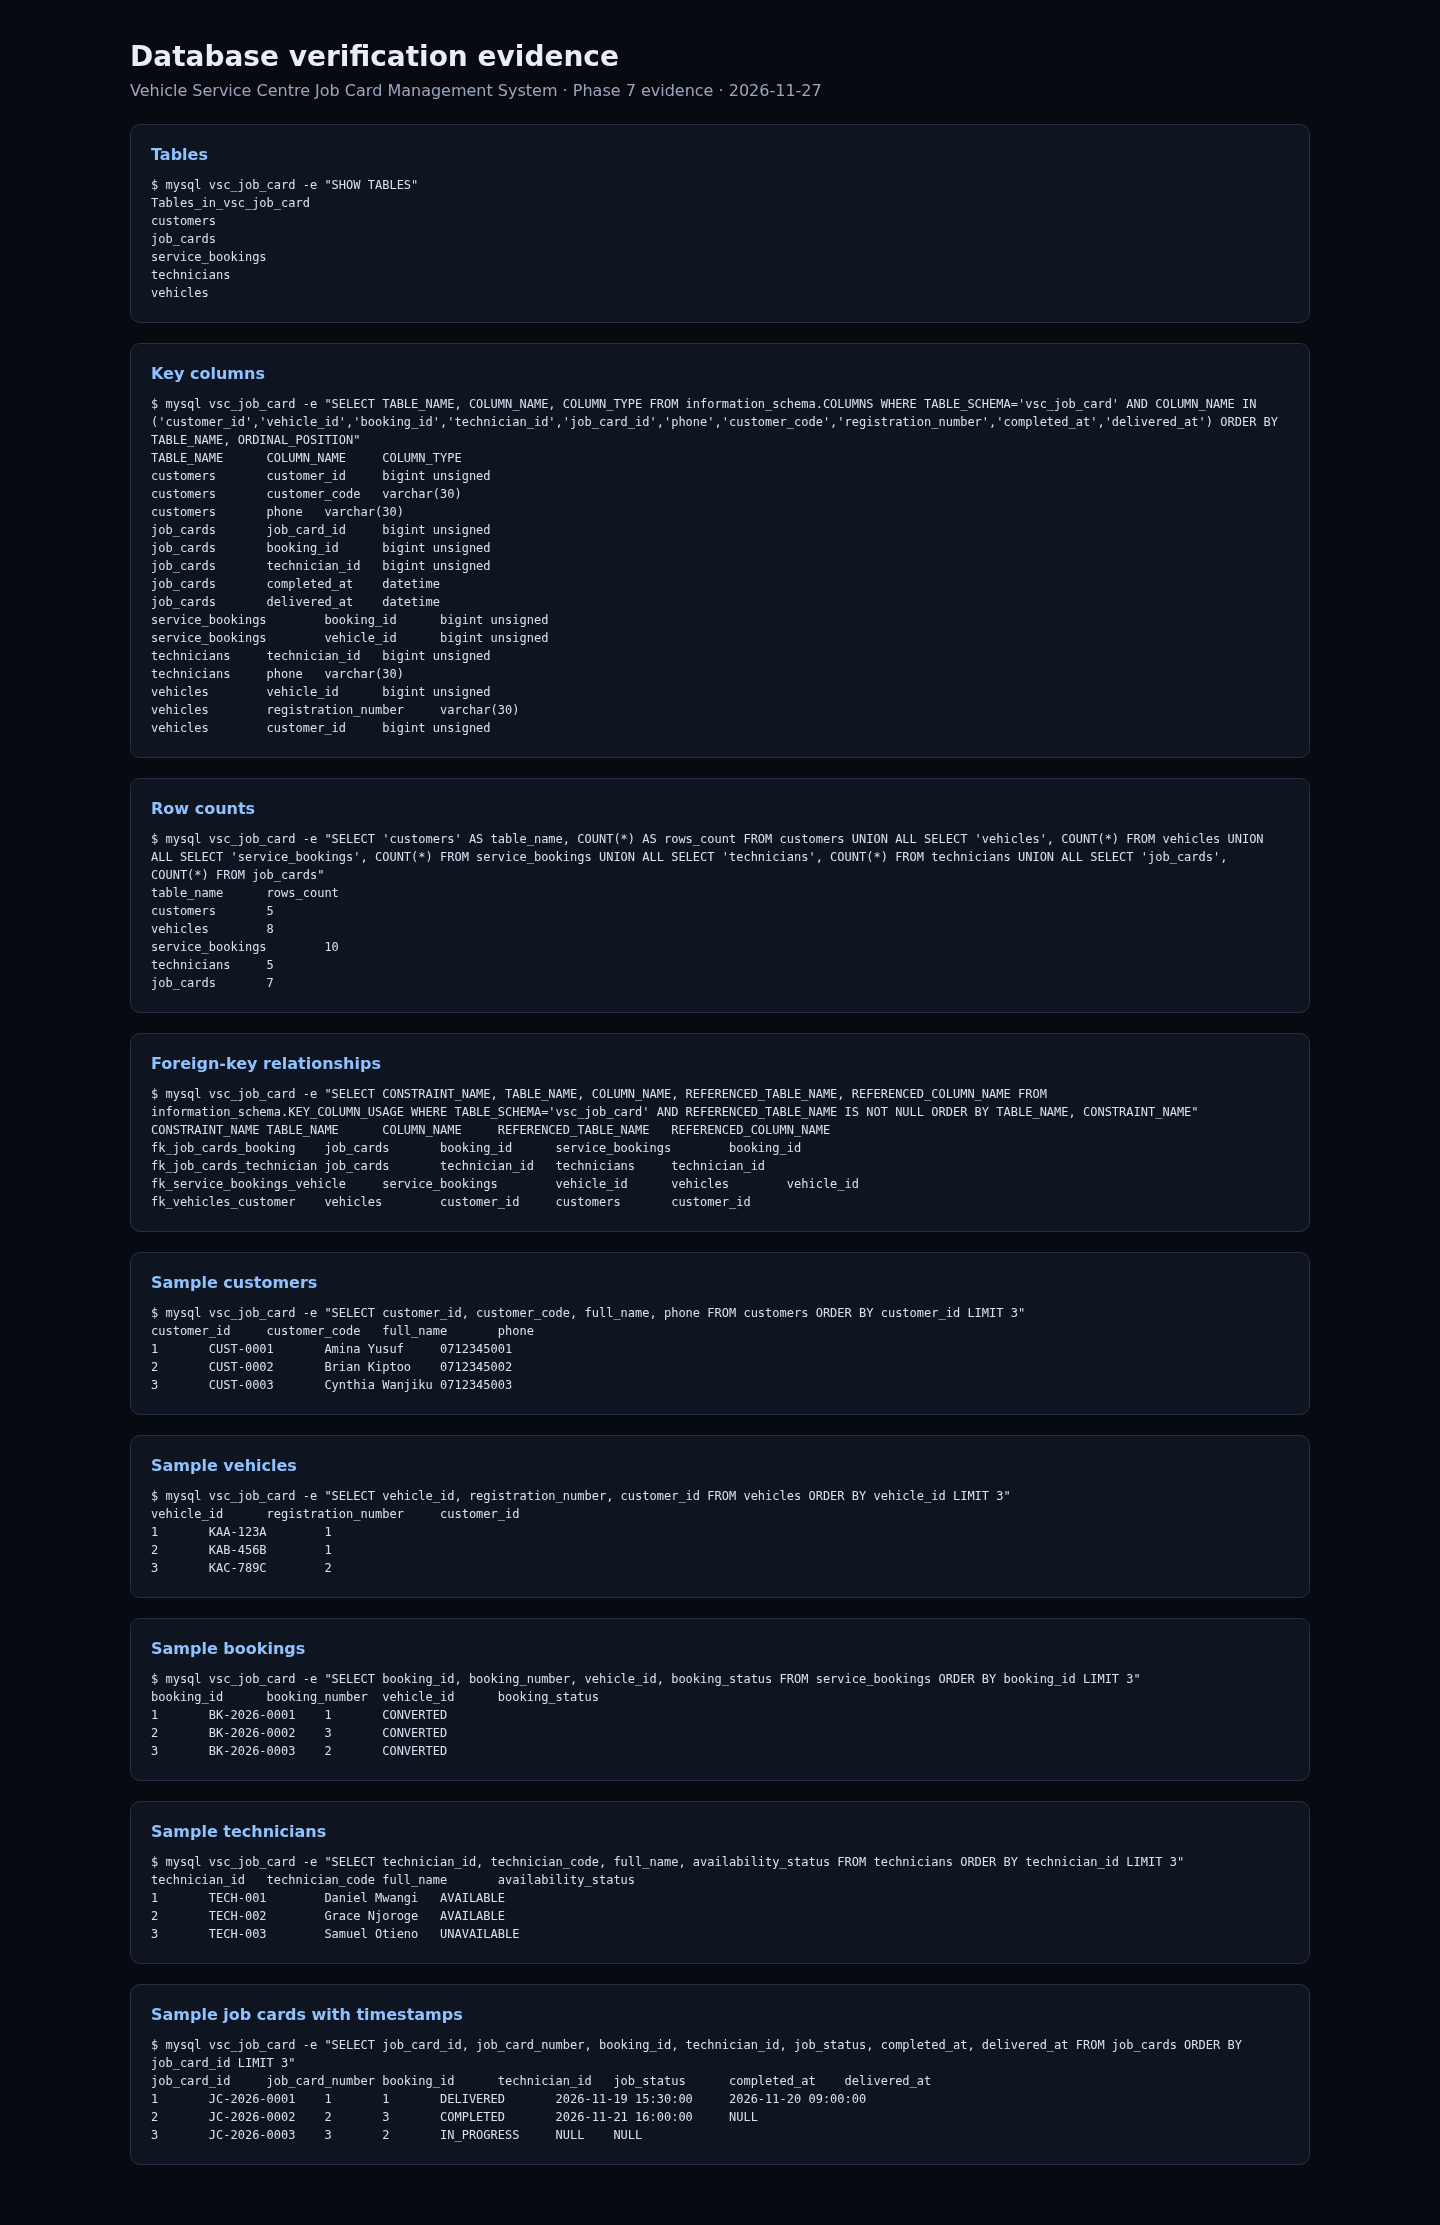 Database verification evidence
Vehicle Service Centre Job Card Management System · Phase 7 evidence · 2026-11-27
Tables
$ mysql vsc_job_card -e "SHOW TABLES"
Tables_in_vsc_job_card
customers
job_cards
service_bookings
technicians
vehicles
Key columns
$ mysql vsc_job_card -e "SELECT TABLE_NAME, COLUMN_NAME, COLUMN_TYPE FROM information_schema.COLUMNS WHERE TABLE_SCHEMA='vsc_job_card' AND COLUMN_NAME IN
('customer_id','vehicle_id','booking_id','technician_id','job_card_id','phone','customer_code','registration_number','completed_at','delivered_at') ORDER BY
TABLE_NAME, ORDINAL_POSITION"
TABLE_NAME	COLUMN_NAME	COLUMN_TYPE
customers	customer_id	bigint unsigned
customers	customer_code	varchar(30)
customers	phone	varchar(30)
job_cards	job_card_id	bigint unsigned
job_cards	booking_id	bigint unsigned
job_cards	technician_id	bigint unsigned
job_cards	completed_at	datetime
job_cards	delivered_at	datetime
service_bookings	booking_id	bigint unsigned
service_bookings	vehicle_id	bigint unsigned
technicians	technician_id	bigint unsigned
technicians	phone	varchar(30)
vehicles	vehicle_id	bigint unsigned
vehicles	registration_number	varchar(30)
vehicles	customer_id	bigint unsigned
Row counts
$ mysql vsc_job_card -e "SELECT 'customers' AS table_name, COUNT(*) AS rows_count FROM customers UNION ALL SELECT 'vehicles', COUNT(*) FROM vehicles UNION
ALL SELECT 'service_bookings', COUNT(*) FROM service_bookings UNION ALL SELECT 'technicians', COUNT(*) FROM technicians UNION ALL SELECT 'job_cards',
COUNT(*) FROM job_cards"
table_name	rows_count
customers	5
vehicles	8
service_bookings	10
technicians	5
job_cards	7
Foreign-key relationships
$ mysql vsc_job_card -e "SELECT CONSTRAINT_NAME, TABLE_NAME, COLUMN_NAME, REFERENCED_TABLE_NAME, REFERENCED_COLUMN_NAME FROM
information_schema.KEY_COLUMN_USAGE WHERE TABLE_SCHEMA='vsc_job_card' AND REFERENCED_TABLE_NAME IS NOT NULL ORDER BY TABLE_NAME, CONSTRAINT_NAME"
CONSTRAINT_NAME	TABLE_NAME	COLUMN_NAME	REFERENCED_TABLE_NAME	REFERENCED_COLUMN_NAME
fk_job_cards_booking	job_cards	booking_id	service_bookings	booking_id
fk_job_cards_technician	job_cards	technician_id	technicians	technician_id
fk_service_bookings_vehicle	service_bookings	vehicle_id	vehicles	vehicle_id
fk_vehicles_customer	vehicles	customer_id	customers	customer_id
Sample customers
$ mysql vsc_job_card -e "SELECT customer_id, customer_code, full_name, phone FROM customers ORDER BY customer_id LIMIT 3"
customer_id	customer_code	full_name	phone
1	CUST-0001	Amina Yusuf	0712345001
2	CUST-0002	Brian Kiptoo	0712345002
3	CUST-0003	Cynthia Wanjiku	0712345003
Sample vehicles
$ mysql vsc_job_card -e "SELECT vehicle_id, registration_number, customer_id FROM vehicles ORDER BY vehicle_id LIMIT 3"
vehicle_id	registration_number	customer_id
1	KAA-123A	1
2	KAB-456B	1
3	KAC-789C	2
Sample bookings
$ mysql vsc_job_card -e "SELECT booking_id, booking_number, vehicle_id, booking_status FROM service_bookings ORDER BY booking_id LIMIT 3"
booking_id	booking_number	vehicle_id	booking_status
1	BK-2026-0001	1	CONVERTED
2	BK-2026-0002	3	CONVERTED
3	BK-2026-0003	2	CONVERTED
Sample technicians
$ mysql vsc_job_card -e "SELECT technician_id, technician_code, full_name, availability_status FROM technicians ORDER BY technician_id LIMIT 3"
technician_id	technician_code	full_name	availability_status
1	TECH-001	Daniel Mwangi	AVAILABLE
2	TECH-002	Grace Njoroge	AVAILABLE
3	TECH-003	Samuel Otieno	UNAVAILABLE
Sample job cards with timestamps
$ mysql vsc_job_card -e "SELECT job_card_id, job_card_number, booking_id, technician_id, job_status, completed_at, delivered_at FROM job_cards ORDER BY
job_card_id LIMIT 3"
job_card_id	job_card_number	booking_id	technician_id	job_status	completed_at	delivered_at
1	JC-2026-0001	1	1	DELIVERED	2026-11-19 15:30:00	2026-11-20 09:00:00
2	JC-2026-0002	2	3	COMPLETED	2026-11-21 16:00:00	NULL
3	JC-2026-0003	3	2	IN_PROGRESS	NULL	NULL